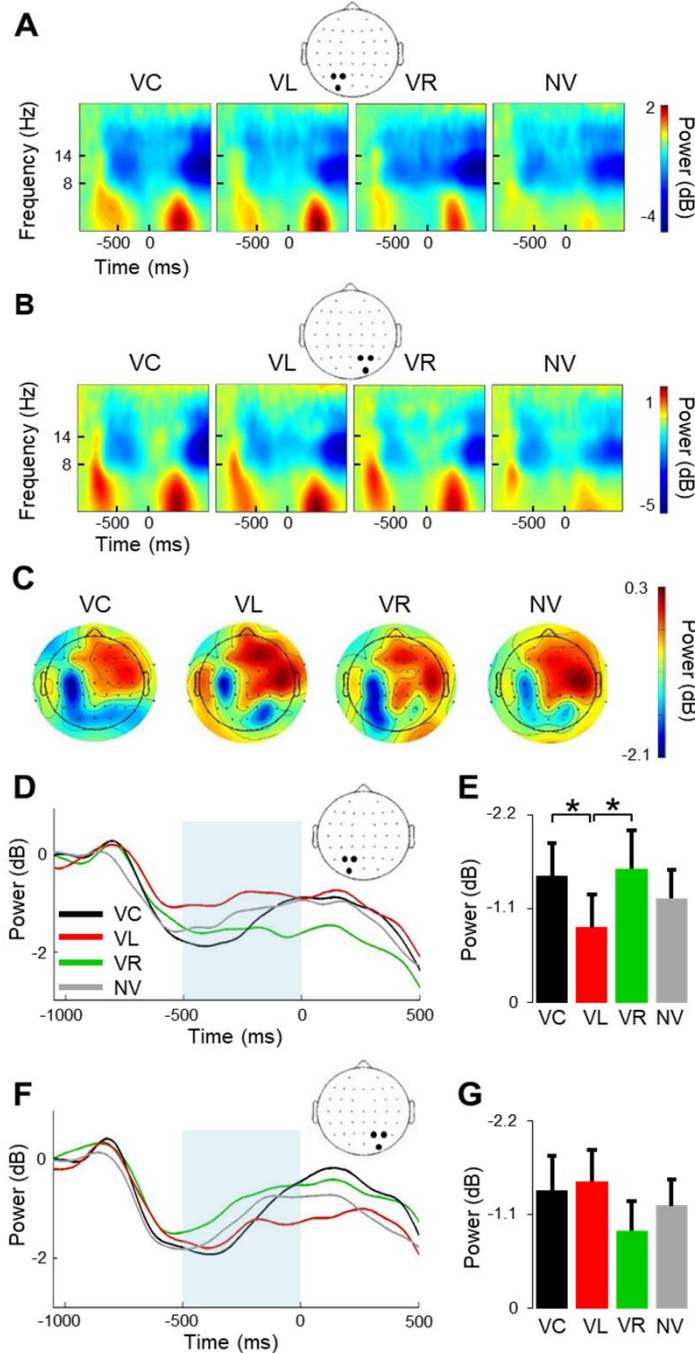 A
VC VL VR NV
Frequency (Hz)
14
8
-500 0 -500 0 -500 0 -500 0
Time (ms)
2
-4
Power (dB)
B
VC VL VR NV
Frequency (Hz)
14
8
-500 0 -500 0 -500 0 -500 0
Time (ms)
1
-5
Power (dB)
C
VC VL VR NV
0.3
-2.1
Power (dB)
D
Power (dB)
0
-2
VC
VL
VR
NV
-1000 -500 0 500
Time (ms)
E
Power (dB)
-2.2
* *
-1.1
0
VC VL VR NV
F
Power (dB)
0
-2
-1000 -500 0 500
Time (ms)
G
Power (dB)
-2.2
-1.1
0
VC VL VR NV